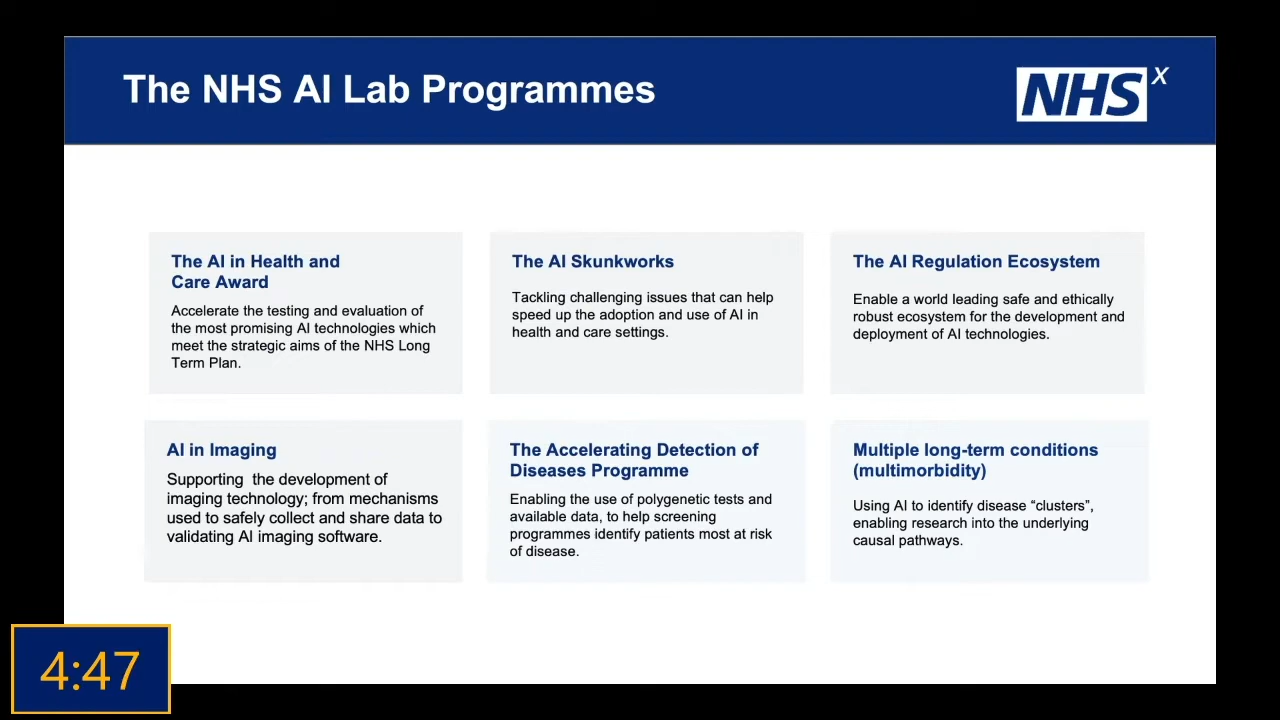 The NHS AI Lab Programmes
NHS X
The AI in Health and
Care Award
Accelerate the testing and evaluation of
the most promising AI technologies which
meet the strategic aims of the NHS Long
Term Plan.
The AI Skunkworks
Tackling challenging issues that can help
speed up the adoption and use of AI in
health and care settings.
The AI Regulation Ecosystem
Enable a world leading safe and ethically
robust ecosystem for the development and
deployment of AI technologies.
AI in Imaging
Supporting the development of
imaging technology; from mechanisms
used to safely collect and share data to
validating AI imaging software.
The Accelerating Detection of
Diseases Programme
Enabling the use of polygenetic tests and
available data, to help screening
programmes identify patients most at risk
of disease.
Multiple long-term conditions
(multimorbidity)
Using AI to identify disease “clusters”,
enabling research into the underlying
causal pathways.
4:47